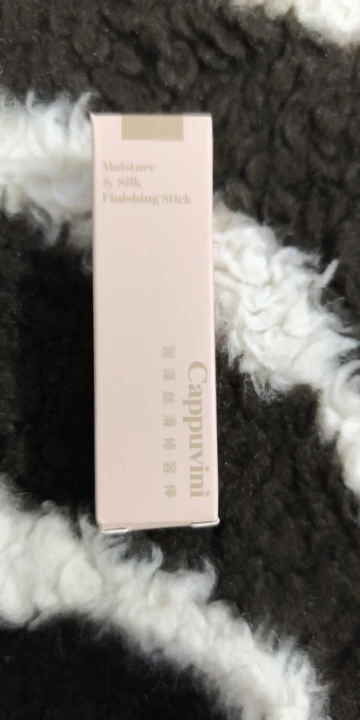 Moisture
& Silk
Finishing Stick
Cappuvini
润泽丝滑修容棒